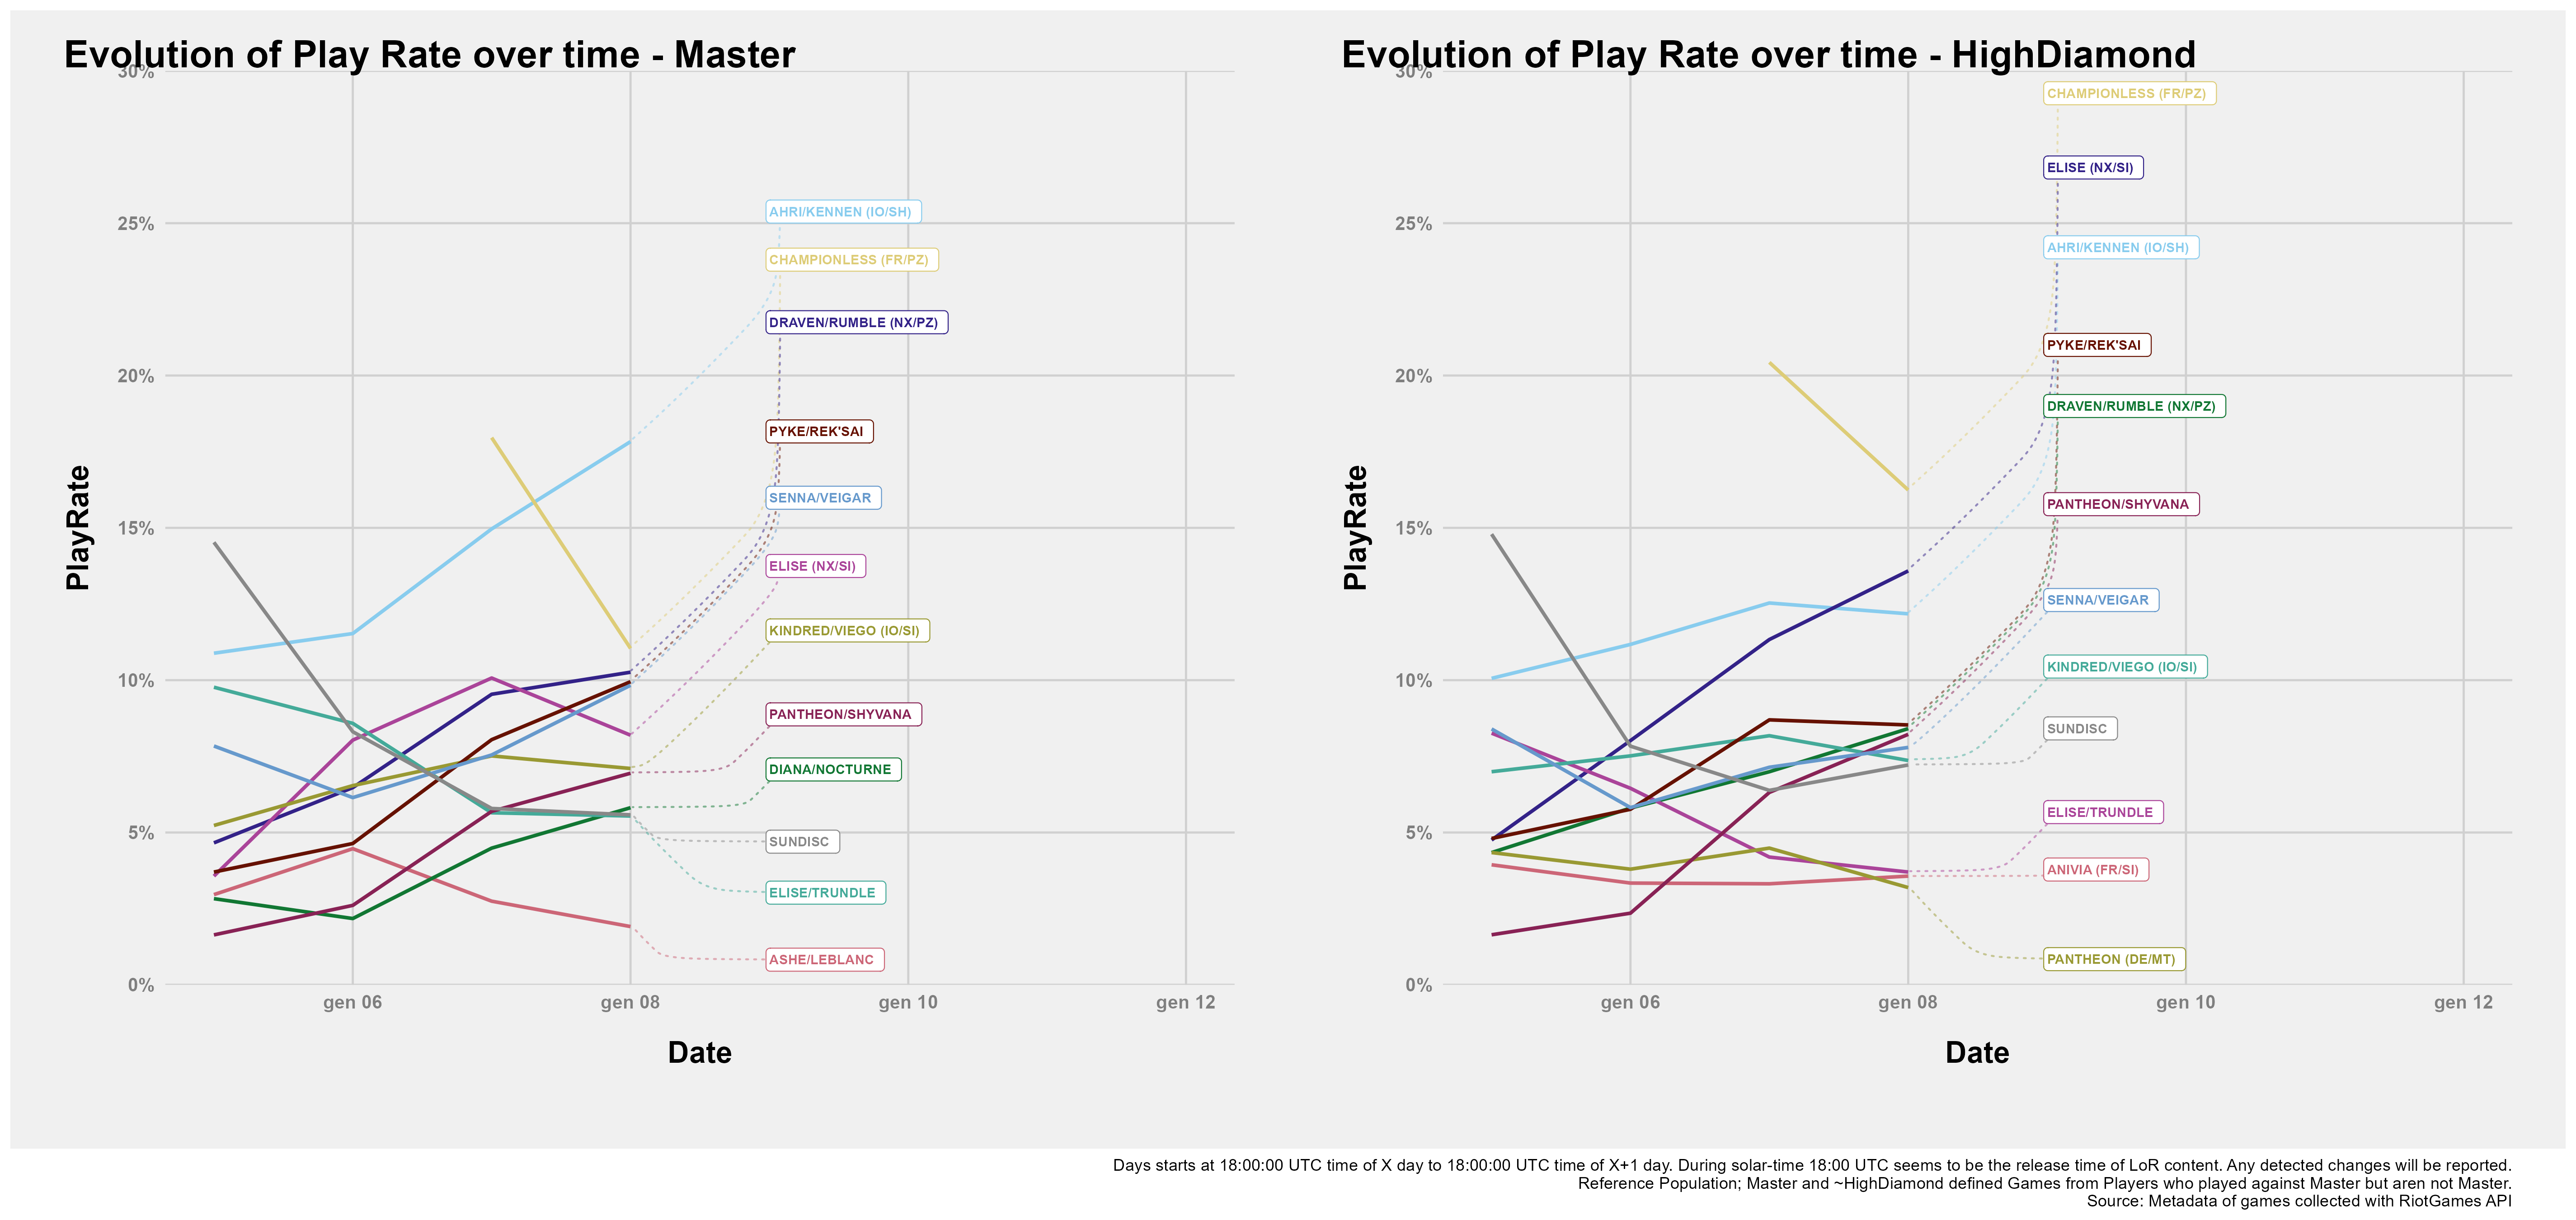 Evolution of Play Rate over time - Master
30%
25%
20%
15%
10%
5%
0%
PlayRate
AHRI/KENNEN (IO/SH)
CHAMPIONLESS (FR/PZ)
DRAVEN/RUMBLE (NX/PZ)
PYKE/REK'SAI
SENNA/VEIGAR
ELISE (NX/SI)
KINDRED/VIEGO (IO/SI)
PANTHEON/SHYVANA
DIANA/NOCTURNE
SUNDISC
ELISE/TRUNDLE
ASHE/LEBLANC
gen 06
gen 08
gen 10
gen 12
Date
Evolution of Play Rate over time - HighDiamond
30%
25%
20%
15%
10%
5%
0%
PlayRate
CHAMPIONLESS (FR/PZ)
ELISE (NX/SI)
AHRI/KENNEN (IO/SH)
PYKE/REK'SAI
DRAVEN/RUMBLE (NX/PZ)
PANTHEON/SHYVANA
SENNA/VEIGAR
KINDRED/VIEGO (IO/SI)
SUNDISC
ELISE/TRUNDLE
ANIVIA (FR/SI)
PANTHEON (DE/MT)
gen 06
gen 08
gen 10
gen 12
Date
Days starts at 18:00:00 UTC time of X day to 18:00:00 UTC time of X+1 day. During solar-time 18:00 UTC seems to be the release time of LoR content. Any detected changes will be reported.
Reference Population; Master and ~HighDiamond defined Games from Players who played against Master but aren not Master.
Source: Metadata of games collected with RiotGames API